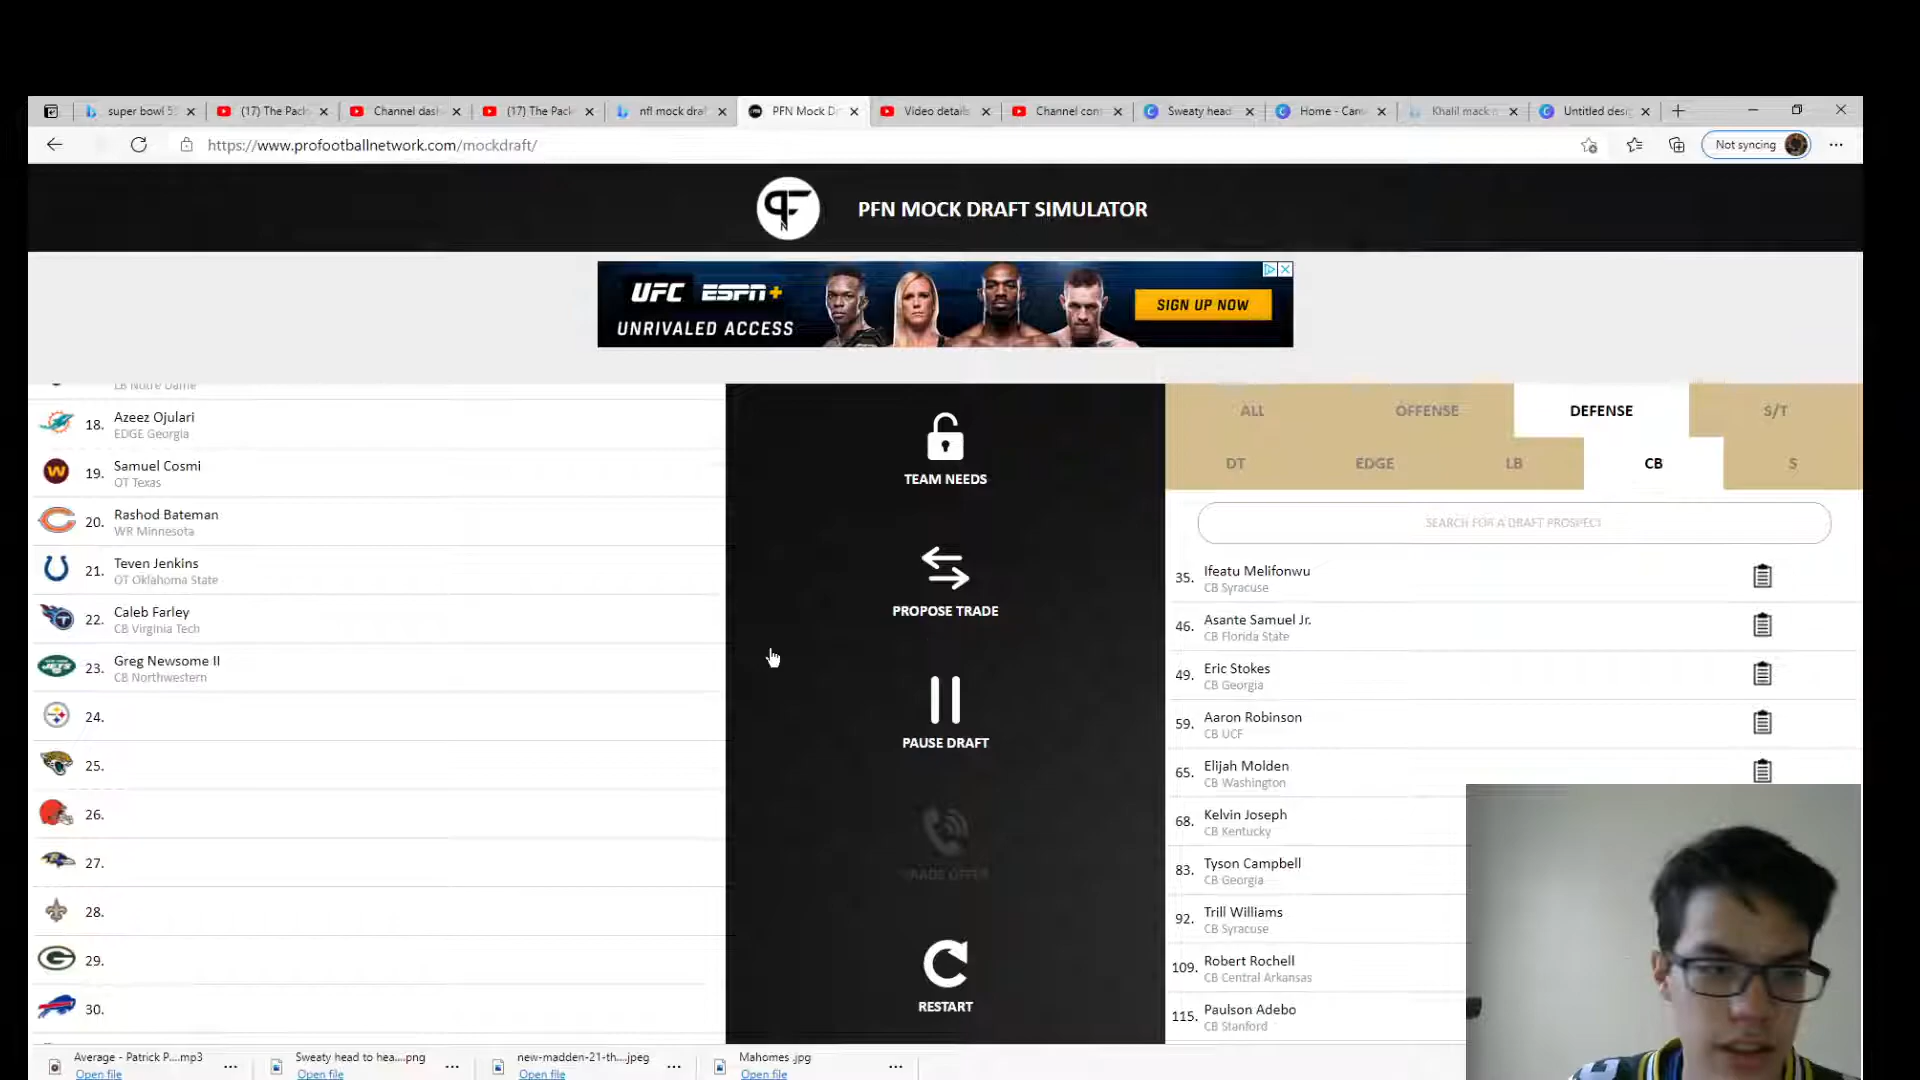 super bowl 5
(17) The Pack
Channel das
(17) The Pack
nfl mock dra
PFN Mock Dr
Video details
Channel con
Sweaty head
Home - Can
Khalil mack
Untitled desi
https://www.profootballnetwork.com/mockdraft/
Not syncing
PFN MOCK DRAFT SIMULATOR
UFC ESPN+
UNRIVALED ACCESS
SIGN UP NOW
LB Notre Dame
18. Azeez Ojulari
EDGE Georgia
19. Samuel Cosmi
OT Texas
20. Rashod Bateman
WR Minnesota
21. Teven Jenkins
OT Oklahoma State
22. Caleb Farley
CB Virginia Tech
23. Greg Newsome II
CB Northwestern
24.
25.
26.
27.
28.
29.
30.
TEAM NEEDS
PROPOSE TRADE
PAUSE DRAFT
TRADE OFFER
RESTART
ALL
OFFENSE
DEFENSE
S/T
DT
EDGE
LB
CB
S
SEARCH FOR A DRAFT PROSPECT
35. Ifeatu Melifonwu
CB Syracuse
46. Asante Samuel Jr.
CB Florida State
49. Eric Stokes
CB Georgia
59. Aaron Robinson
CB UCF
65. Elijah Molden
CB Washington
68. Kelvin Joseph
CB Kentucky
83. Tyson Campbell
CB Georgia
92. Trill Williams
CB Syracuse
109. Robert Rochell
CB Central Arkansas
115. Paulson Adebo
CB Stanford
Average - Patrick P....mp3
Open file
Sweaty head to hea....png
Open file
new-madden-21-th....jpeg
Open file
Mahomes .jpg
Open file